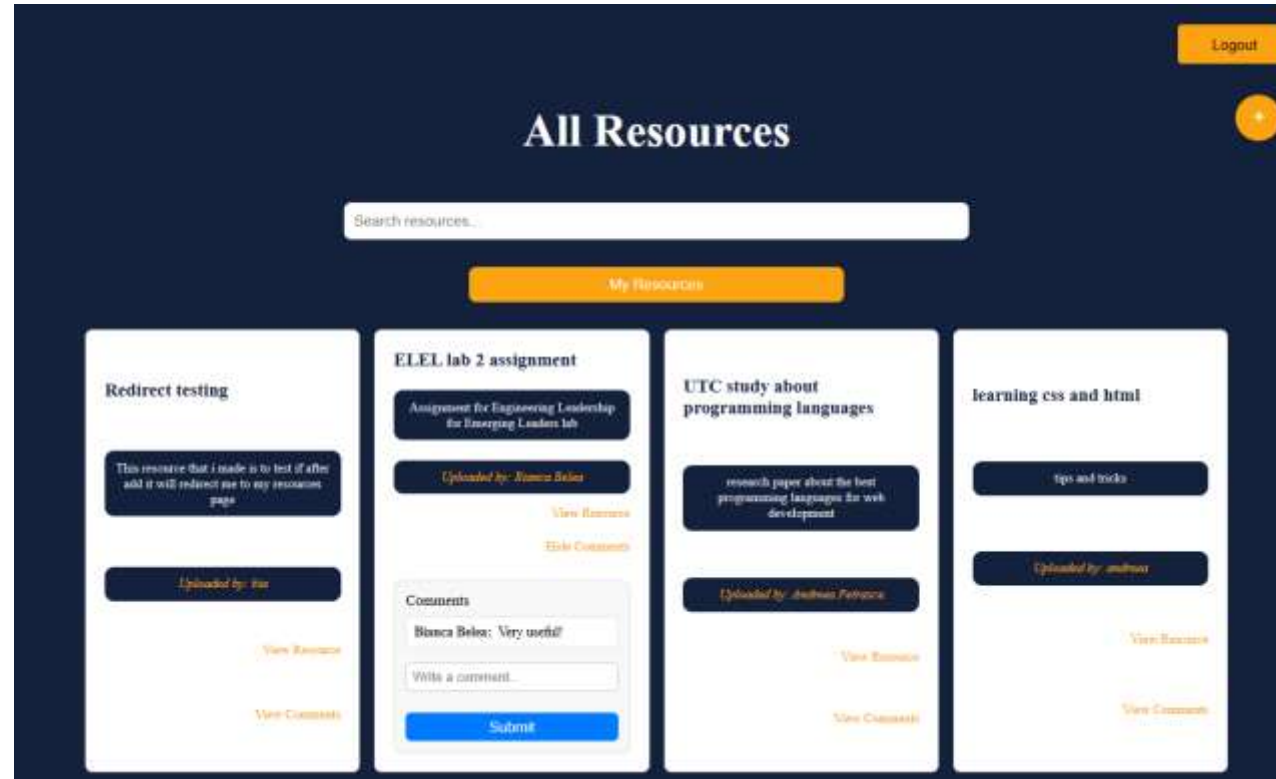 Logout
+
All Resources
Search resources...
My Resources
Redirect testing
This resource that i made is to test if after
add it will redirect me to my resources
page
Uploaded by:
View Resource
View Comments
ELEL lab 2 assignment
Assignment for Engineering Leadership
for Emerging Leaders lab
Uploaded by: Bianca Belea
View Resource
Hide Comments
Comments
Bianca Belea: Very useful!
Write a comment...
Submit
UTC study about
programming languages
research paper about the best
programming languages for web
development
Uploaded by: Andreea
View Resource
View Comments
learning css and html
tips and tricks
Uploaded by: andreea
View Resource
View Comments